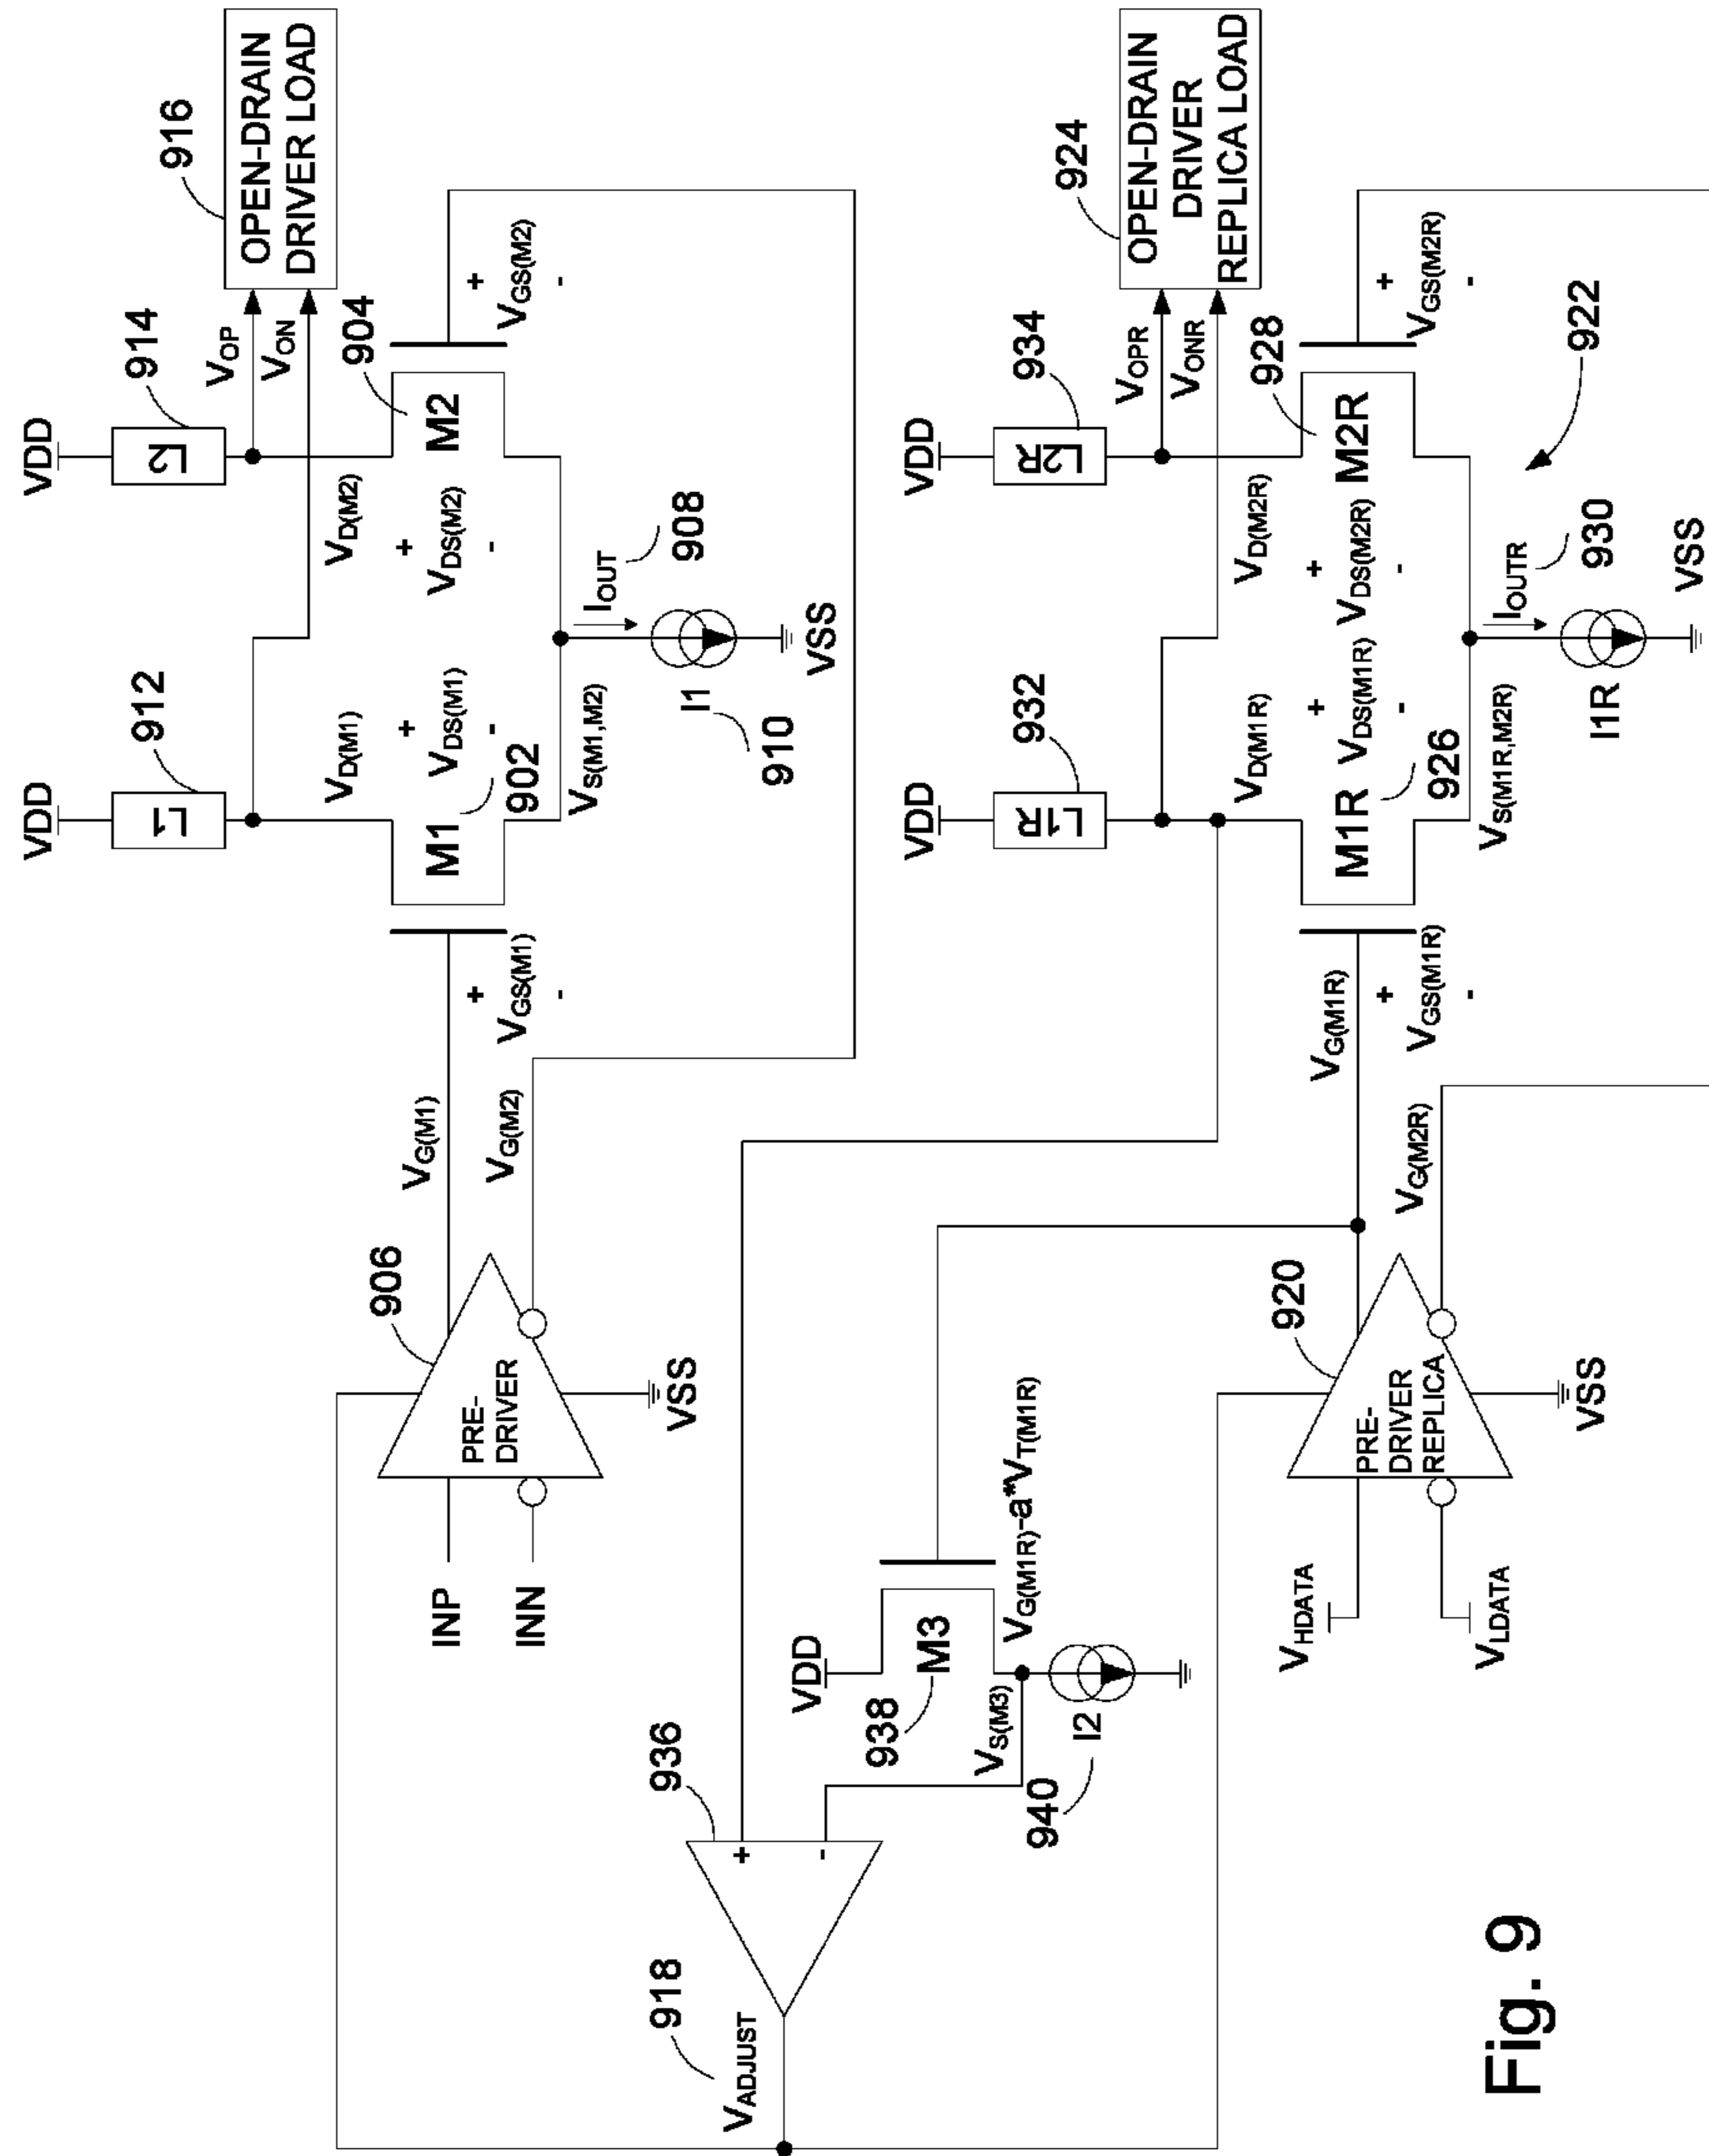 VDD
VDD
912
914
916
L1
L2
OPEN-DRAIN
DRIVER LOAD
VOP
VON
904
906
VG(M1)
VD(M1)
VD(M2)
M1
M2
+
VDS(M1)
-
+
VDS(M2)
-
INP
INN
PRE-
DRIVER
VG(M2)
+
VGS(M1)
-
902
+
VGS(M2)
-
VS(M1,M2)
IOUT
908
VSS
I1
910
VSS
918
VADJUST
936
+
-
VDD
938
M3
VS(M3)
VG(M1R)-a*VT(M1R)
I2
940
VDD
VDD
932
934
924
L1R
L2R
OPEN-DRAIN
DRIVER
REPLICA LOAD
VOPR
VONR
928
920
VHDATA
VLDATA
PRE-
DRIVER
REPLICA
VG(M1R)
VG(M2R)
VD(M1R)
VD(M2R)
M1R
M2R
+
VDS(M1R)
-
+
VDS(M2R)
-
+
VGS(M1R)
-
926
+
VGS(M2R)
-
VS(M1R,M2R)
IOUTR
930
922
VSS
I1R
VSS
Fig. 9